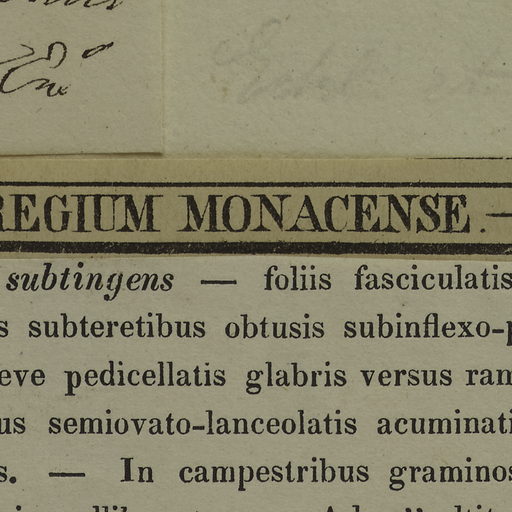 REGIUM MONACENSE. —
subtingens — foliis fasciculatis
s subteretibus obtusis subinflexo-p
eve pedicellatis glabris versus ram
us semiovato-lanceolatis acuminati
s. — In campestribus graminos